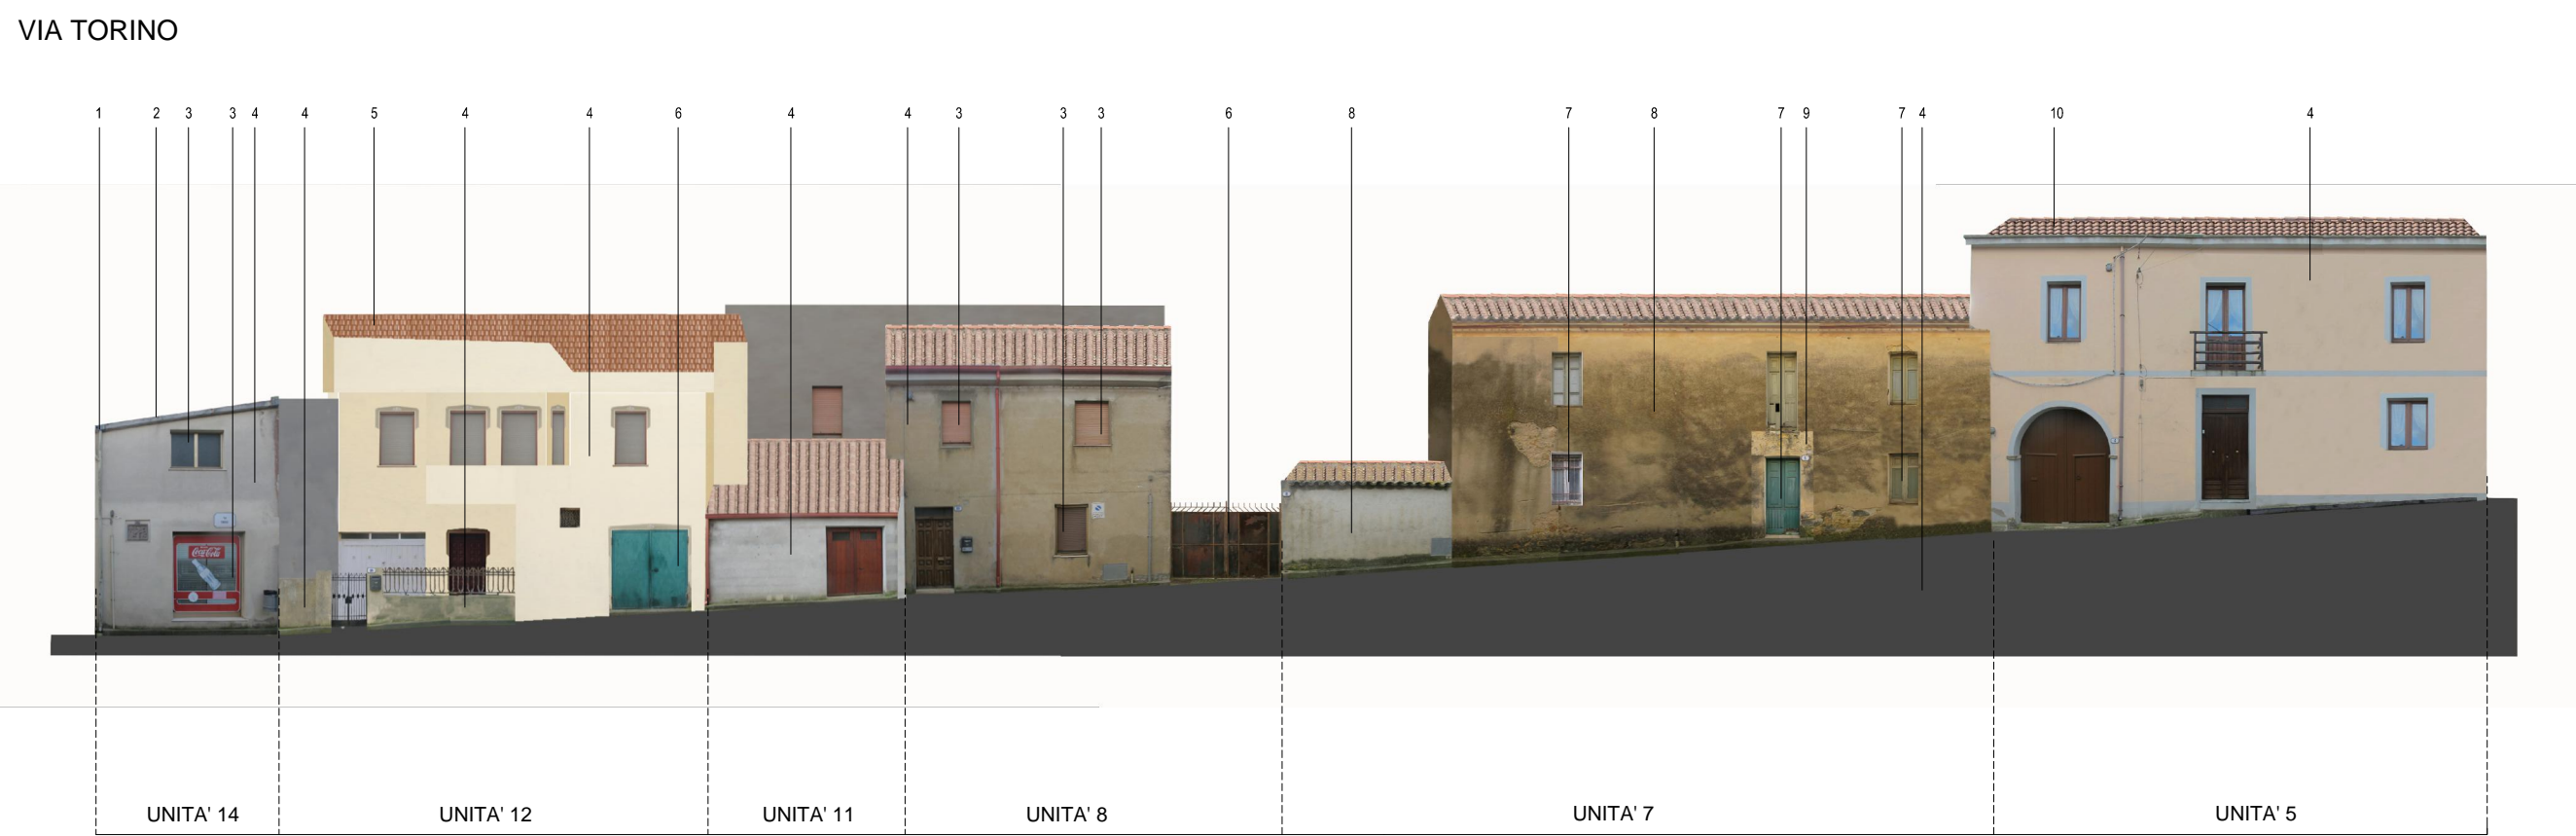 VIA TORINO
1 2 3 3 4 4 5 4 4 6 4 4 3 3 3 6 8 7 8 7 9 7 4 10 4
Coca-Cola
UNITA' 14 UNITA' 12 UNITA' 11 UNITA' 8 UNITA' 7 UNITA' 5